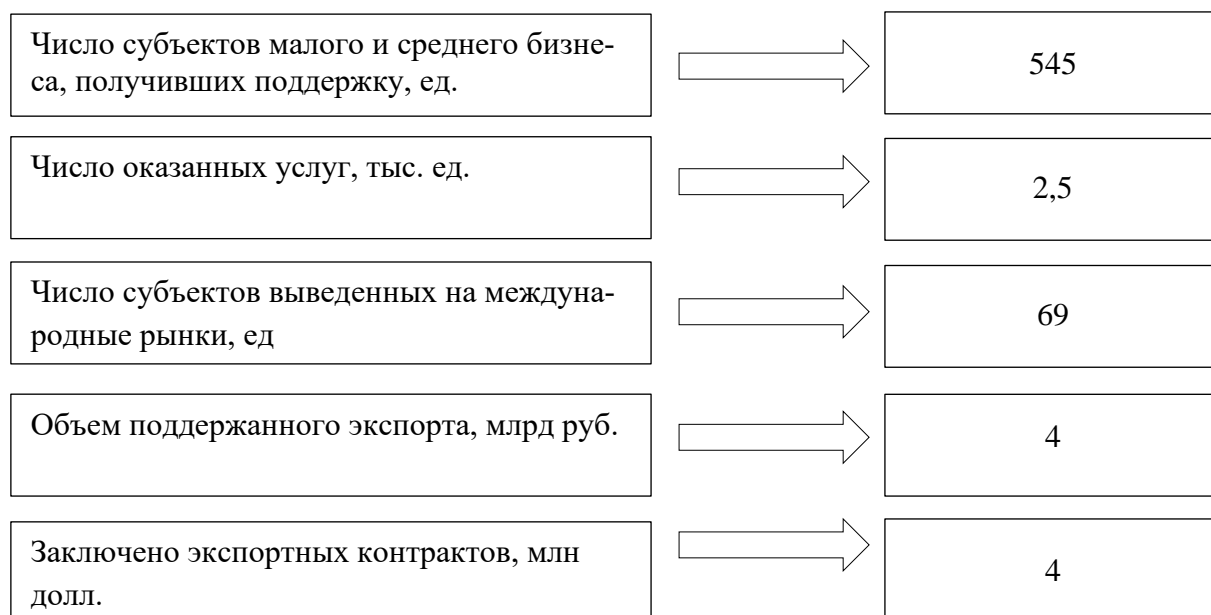 Число субъектов малого и среднего бизне-
са, получивших поддержку, ед.
545
Число оказанных услуг, тыс. ед.
2,5
Число субъектов выведенных на междуна-
родные рынки, ед
69
Объем поддержанного экспорта, млрд руб.
4
Заключено экспортных контрактов, млн
долл.
4